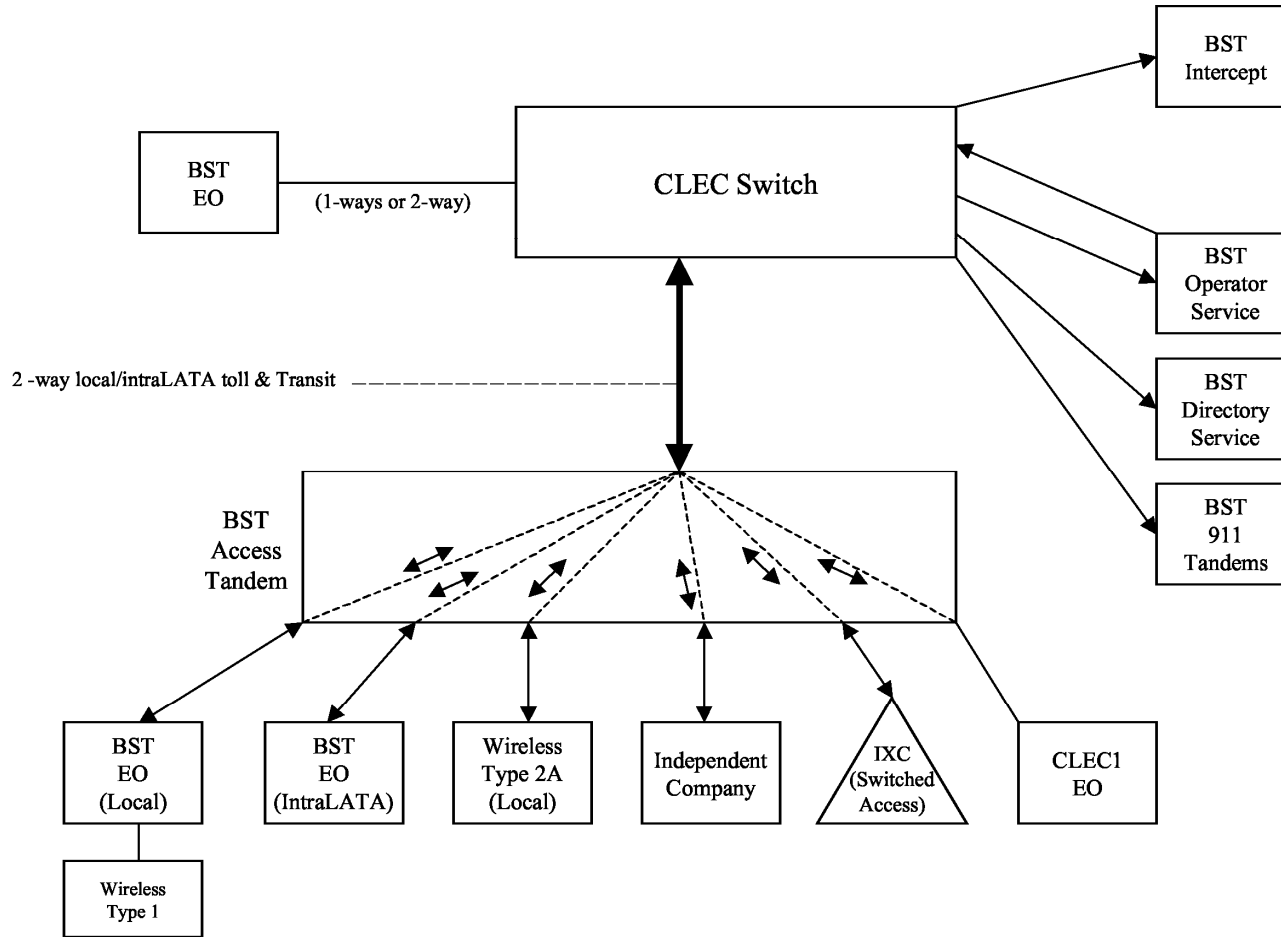 BST
Intercept
BST
EO
(1-ways or 2-way)
CLEC Switch
BST
Operator
Service
2 -way local/intraLATA toll & Transit
BST
Directory
Service
BST
Access
Tandem
BST
911
Tandems
BST
EO
(Local)
BST
EO
(IntraLATA)
Wireless
Type 2A
(Local)
Independent
Company
IXC
(Switched
Access)
CLEC1
EO
Wireless
Type 1